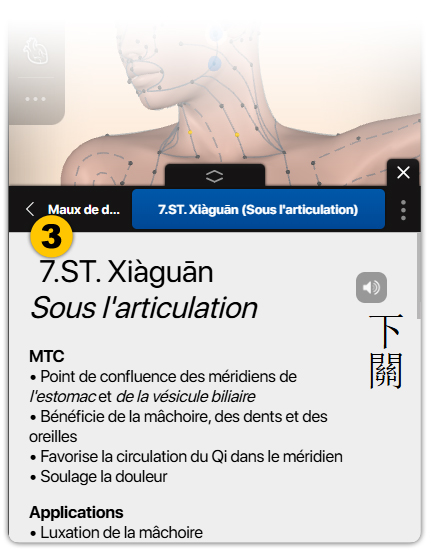 Maux de d...
7.ST. Xiàguān (Sous l'articulation)
3
7.ST. Xiàguān
Sous l'articulation
下
關
MTC
• Point de confluence des méridiens de
l'estomac et de la vésicule biliaire
• Bénéficie de la mâchoire, des dents et des
oreilles
• Favorise la circulation du Qi dans le méridien
• Soulage la douleur
Applications
• Luxation de la mâchoire